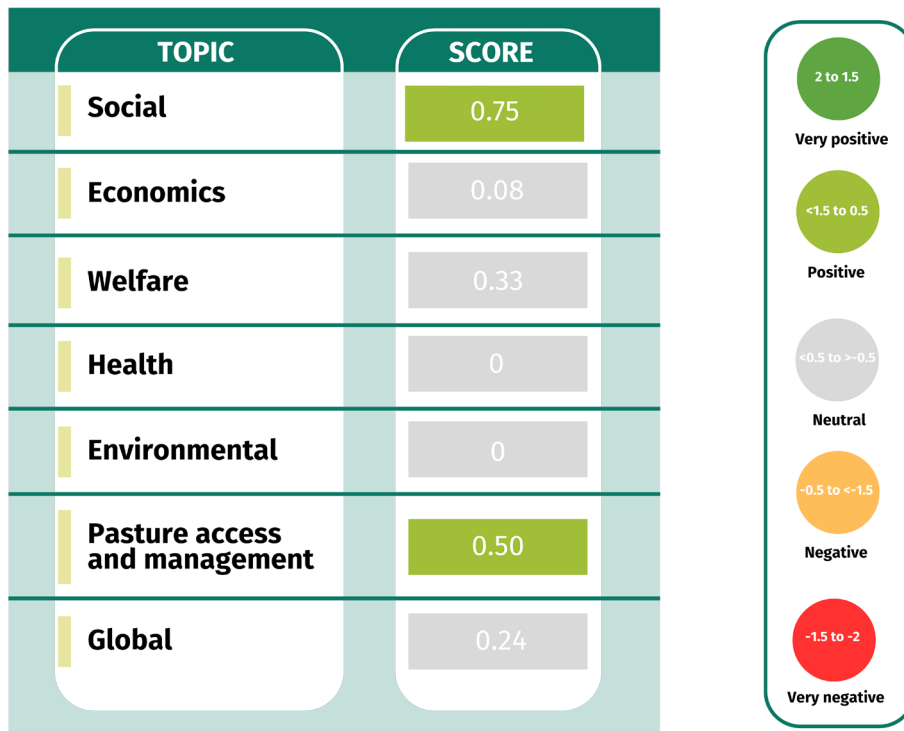 TOPIC SCORE
Social 0.75
Economics 0.08
Welfare 0.33
Health 0
Environmental 0
Pasture access
and management 0.50
Global 0.24
2 to 1.5
Very positive
<1.5 to 0.5
Positive
<0.5 to >-0.5
Neutral
-0.5 to <-1.5
Negative
-1.5 to -2
Very negative